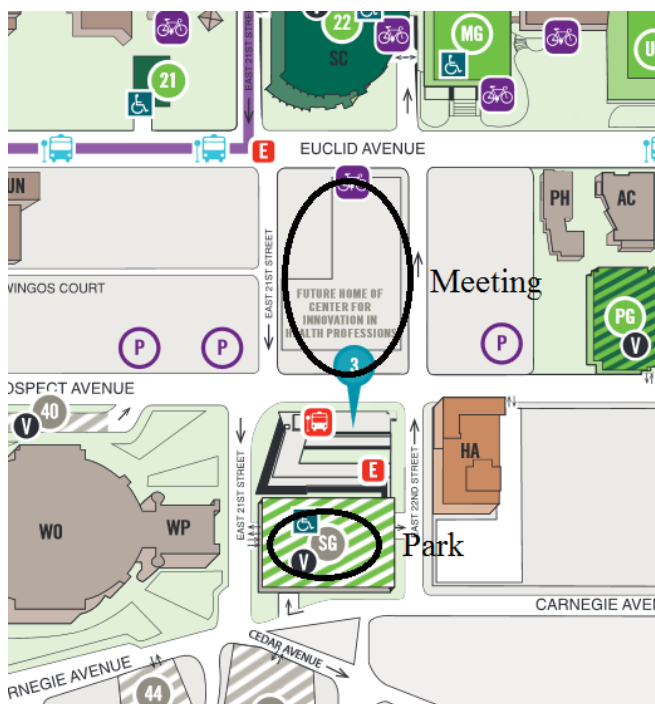 EAST 21ST STREET
V
22
SC
MG
U
21
E
EUCLID AVENUE
UN
PH
AC
EAST 21ST STREET
Meeting
WINGOS COURT
FUTURE HOME OF
CENTER FOR
INNOVATION IN
HEALTH PROFESSIONS
PG
V
P
P
P
3
OSPECT AVENUE
40
V
E
HA
EAST 21ST STREET
EAST 22ND STREET
WO
WP
SG
V
Park
CARNEGIE AVEN
CEDAR AVENUE
RNEGIE AVENUE
44